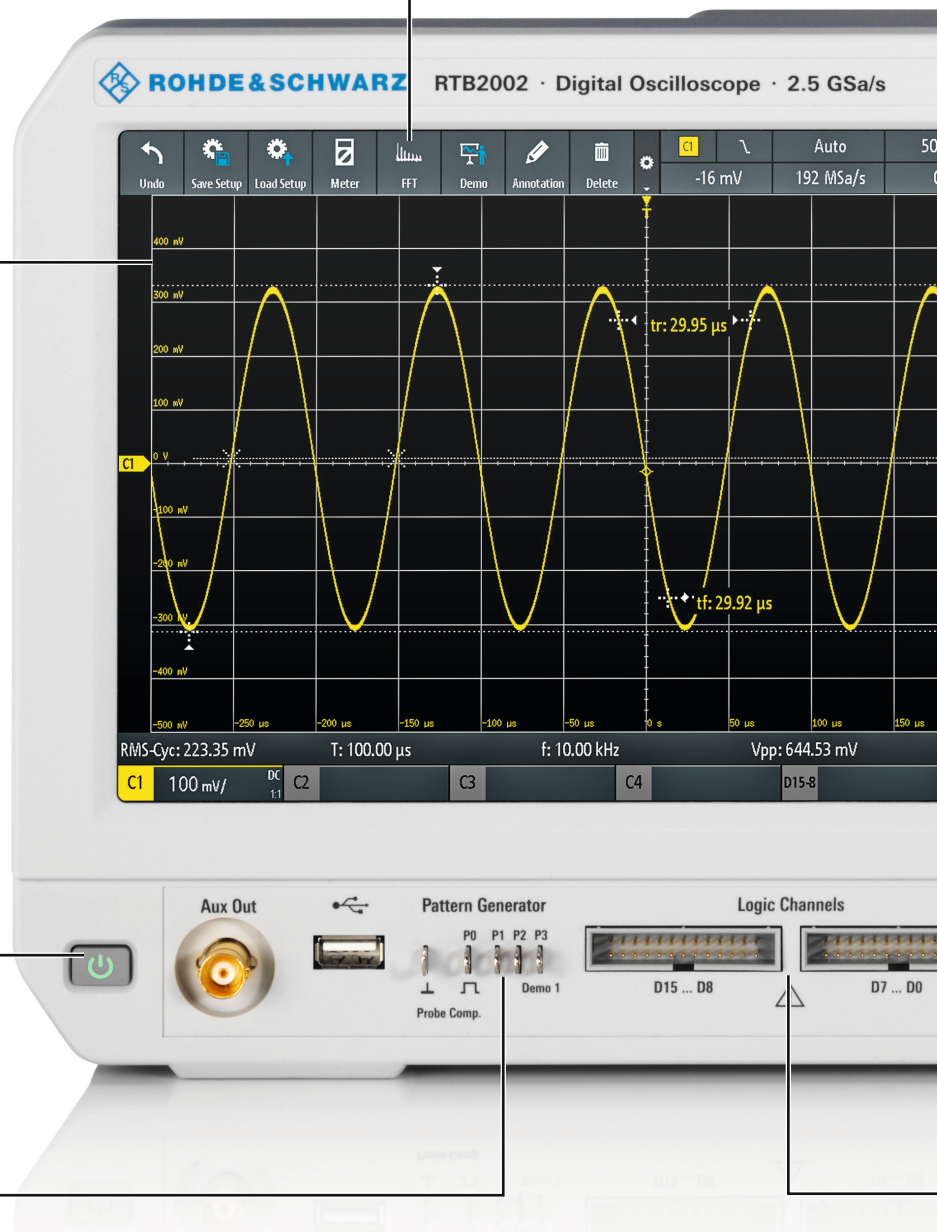 ROHDE&SCHWARZ RTB2002 · Digital Oscilloscope · 2.5 GSa/s
C1 Auto
Undo Save Setup Load Setup Meter FFT Demo Annotation Delete -16 mV 192 MSa/s
T
400 mV
300 mV
tr: 29.95 µs
200 mV
100 mV
0 V
C1
-100 mV
-200 mV
tf: 29.92 µs
-300 mV
-400 mV
-500 mV -250 µs -200 µs -150 µs -100 µs -50 µs 0 s 50 µs 100 µs 150 µs
RMS-Cyc: 223.35 mV T: 100.00 µs f: 10.00 kHz Vpp: 644.53 mV
C1 100 mV/ DC 1:1 C2 C3 C4 D15-8
Aux Out Pattern Generator Logic Channels
P0 P1 P2 P3
Demo 1 D15 ... D8 D7 ... D0
Probe Comp.